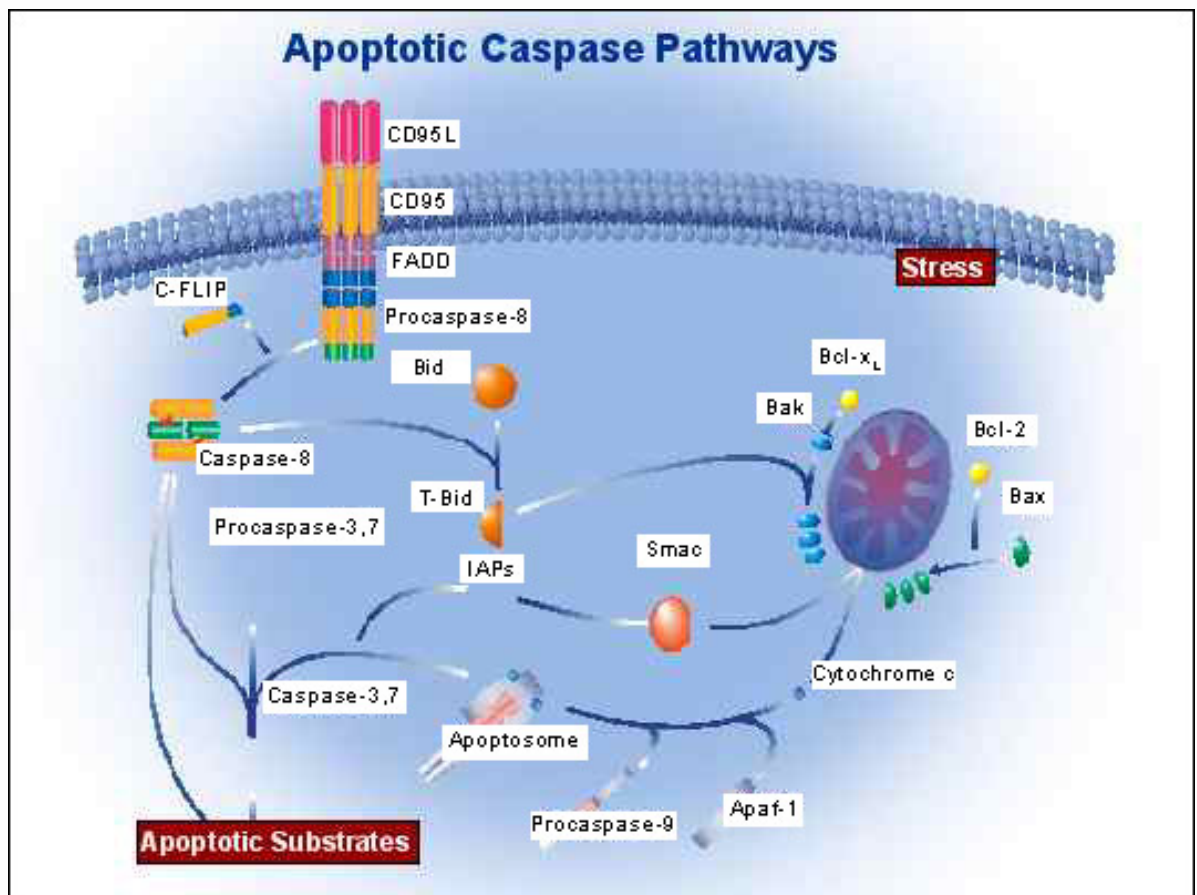 Apoptotic Caspase Pathways
CD95L
CD95
FADD
Stress
C-FLIP
Procaspase-8
Bid
Bcl-xL
Bak
Bcl-2
Caspase-8
T-Bid
Bax
Procaspase-3,7
Smac
IAPs
Cytochrome c
Caspase-3,7
Apoptosome
Apaf-1
Procaspase-9
Apoptotic Substrates